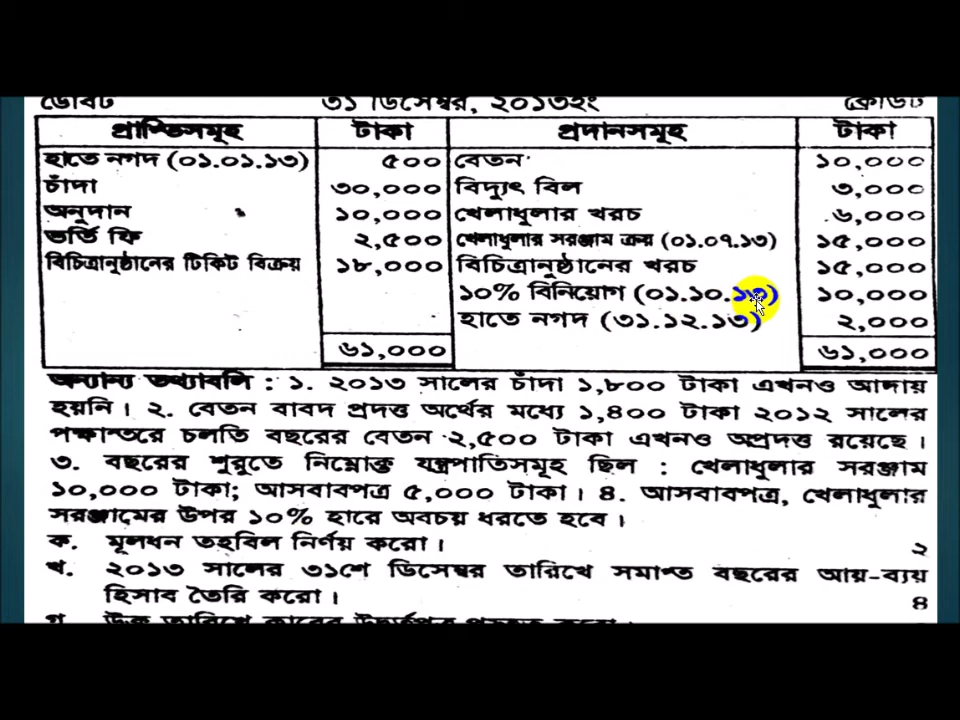 ডেবিট ৩১ ডিসেম্বর, ২০১৩ইং ক্রেডিট
প্রাপ্তিসমূহ টাকা প্রদানসমূহ টাকা
হাতে নগদ (০১.০১.১৩) ৫০০ বেতন ১০,০০০
চাঁদা ৩০,০০০ বিদ্যুৎ বিল ৩,০০০
অনুদান ১০,০০০ খেলাধুলার খরচ ৬,০০০
ভর্তি ফি ২,৫০০ খেলাধুলার সরঞ্জাম ক্রয় (০১.০৭.১৩) ১৫,০০০
বিচিত্রানুষ্ঠানের টিকিট বিক্রয় ১৮,০০০ বিচিত্রানুষ্ঠানের খরচ ১৫,০০০
১০% বিনিয়োগ (০১.১০.১৩) ১০,০০০
হাতে নগদ (৩১.১২.১৩) ২,০০০
৬১,০০০ ৬১,০০০
অন্যান্য তথ্যাবলি : ১. ২০১৩ সালের চাঁদা ১,৮০০ টাকা এখনও আদায়
হয়নি। ২. বেতন বাবদ প্রদত্ত অর্থের মধ্যে ১,৪০০ টাকা ২০১২ সালের
পক্ষান্তরে চলতি বছরের বেতন ২,৫০০ টাকা এখনও অপ্রদত্ত রয়েছে।
৩. বছরের শুরুতে নিম্নোক্ত যন্ত্রপাতিসমূহ ছিল : খেলাধুলার সরঞ্জাম
১০,০০০ টাকা; আসবাবপত্র ৫,০০০ টাকা। ৪. আসবাবপত্র, খেলাধুলার
সরঞ্জামের উপর ১০% হারে অবচয় ধরতে হবে।
ক. মূলধন তহবিল নির্ণয় করো। ২
খ. ২০১৩ সালের ৩১শে ডিসেম্বর তারিখে সমাপ্ত বছরের আয়-ব্যয়
হিসাব তৈরি করো। ৪
গ. উক্ত তারিখে